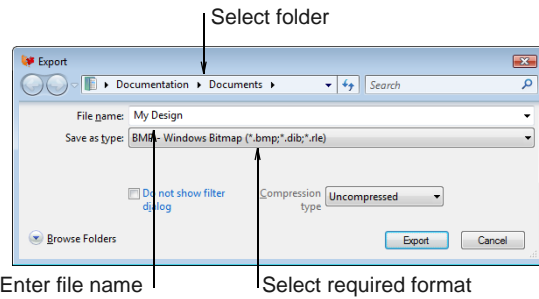 Select folder
Export
Documentation Documents Search
File name: My Design
Save as type: BMP - Windows Bitmap (*.bmp;*.dib;*.rle)
Do not show filter dialog
Compression type Uncompressed
Browse Folders Export Cancel
Enter file name Select required format